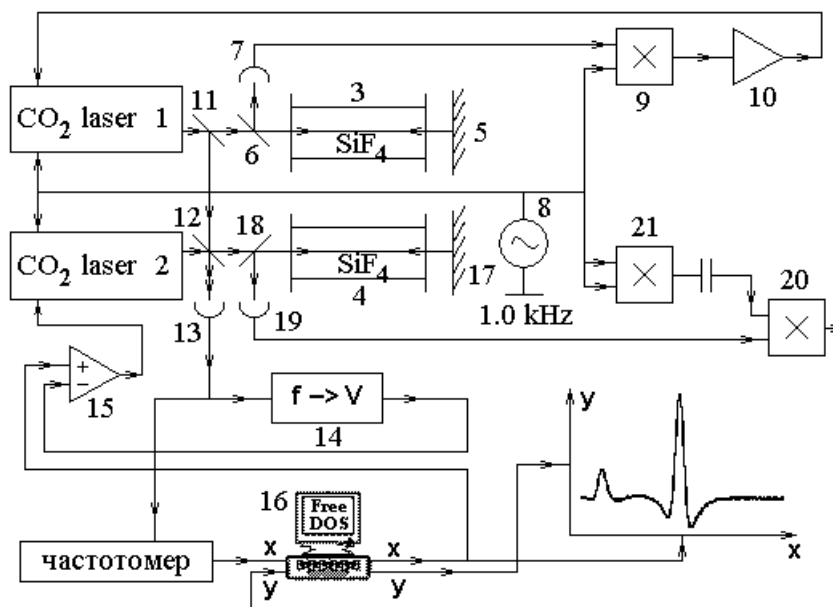 7
3
11
CO2 laser 1
SiF4
6
5
9
10
8
12
18
21
CO2 laser 2
SiF4
4
17
20
13
19
1.0 kHz
+
−
15
f −> V
14
y
16
Free
DOS
частотомер
x
x
x
y
y